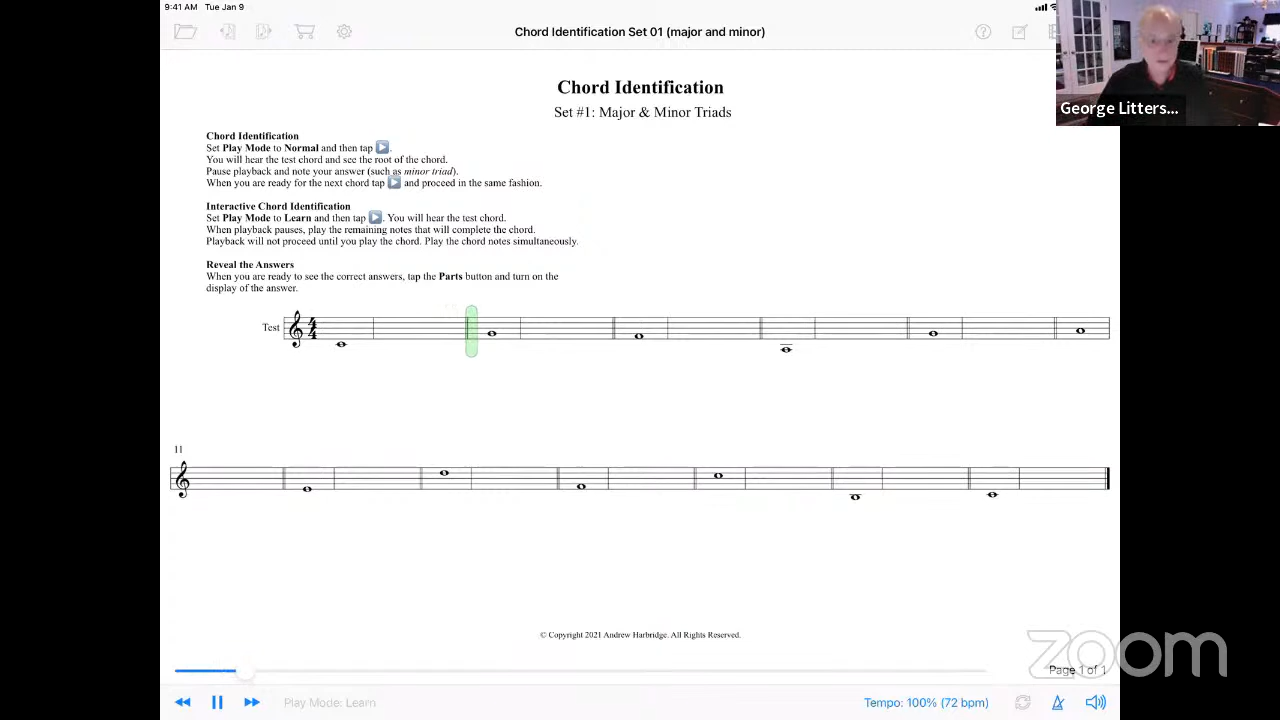 9:41 AM Tue Jan 9
Chord Identification Set 01 (major and minor)
George Litters...
Chord Identification
Set #1: Major & Minor Triads
Chord Identification
Set Play Mode to Normal and then tap ▶.
You will hear the test chord and see the root of the chord.
Pause playback and note your answer (such as minor triad).
When you are ready for the next chord tap ▶ and proceed in the same fashion.
Interactive Chord Identification
Set Play Mode to Learn and then tap ▶. You will hear the test chord.
When playback pauses, play the remaining notes that will complete the chord.
Playback will not proceed until you play the chord. Play the chord notes simultaneously.
Reveal the Answers
When you are ready to see the correct answers, tap the Parts button and turn on the
display of the answer.
Test
4
4
11
© Copyright 2021 Andrew Harbridge. All Rights Reserved.
zoom
Page 1 of 1
Play Mode: Learn
Tempo: 100% (72 bpm)